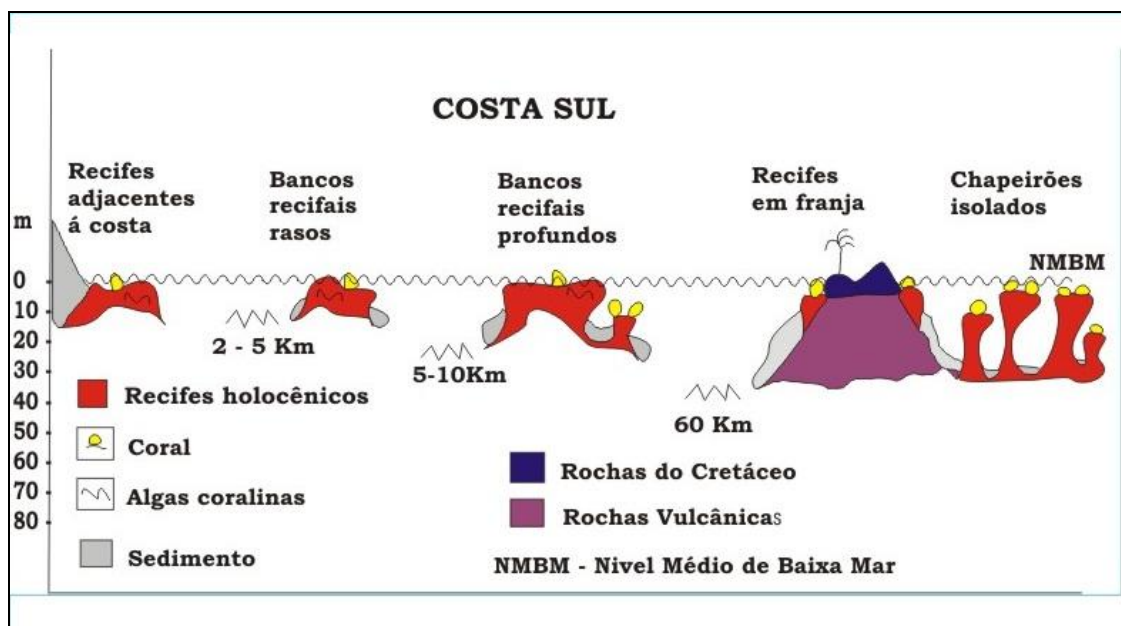 COSTA SUL
Recifes
adjacentes
á costa
Bancos
recifais
rasos
Bancos
recifais
profundos
Recifes
em franja
Chapeirões
isolados
m
NMBM
0
10
20
30
40
50
60
70
80
2 - 5 Km
5-10Km
60 Km
Recifes holocênicos
Coral
Algas coralinas
Sedimento
Rochas do Cretáceo
Rochas Vulcânicas
NMBM - Nivel Médio de Baixa Mar